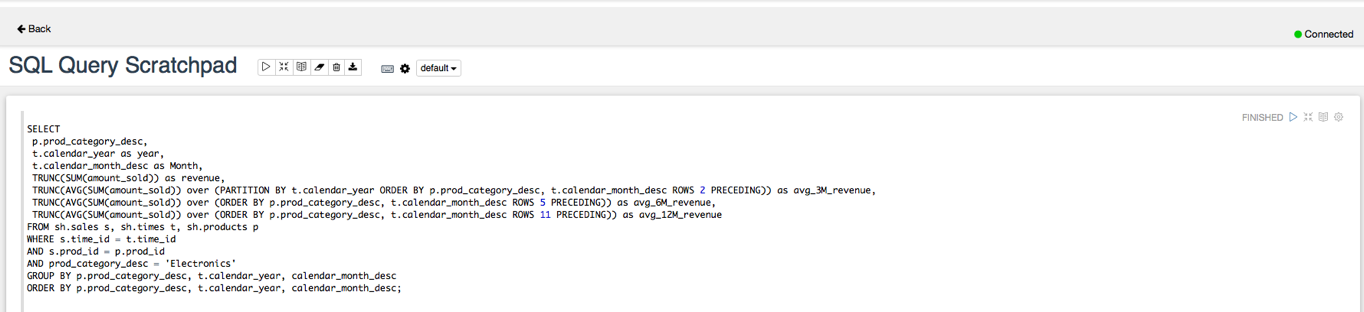 Back
Connected
SQL Query Scratchpad
default
FINISHED
SELECT
p.prod_category_desc,
t.calendar_year as year,
t.calendar_month_desc as Month,
TRUNC(SUM(amount_sold)) as revenue,
TRUNC(AVG(SUM(amount_sold)) over (PARTITION BY t.calendar_year ORDER BY p.prod_category_desc, t.calendar_month_desc ROWS 2 PRECEDING)) as avg_3M_revenue,
TRUNC(AVG(SUM(amount_sold)) over (ORDER BY p.prod_category_desc, t.calendar_month_desc ROWS 5 PRECEDING)) as avg_6M_revenue,
TRUNC(AVG(SUM(amount_sold)) over (ORDER BY p.prod_category_desc, t.calendar_month_desc ROWS 11 PRECEDING)) as avg_12M_revenue
FROM sh.sales s, sh.times t, sh.products p
WHERE s.time_id = t.time_id
AND s.prod_id = p.prod_id
AND prod_category_desc = 'Electronics'
GROUP BY p.prod_category_desc, t.calendar_year, calendar_month_desc
ORDER BY p.prod_category_desc, t.calendar_year, calendar_month_desc;